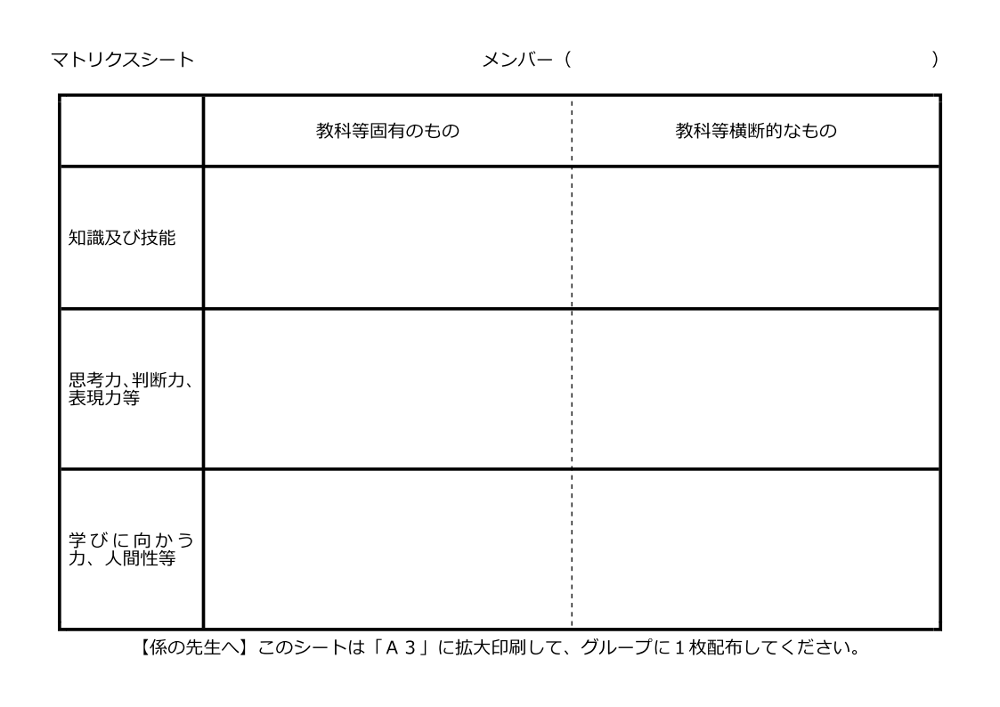 マトリクスシート
メンバー（　）
教科等固有のもの
教科等横断的なもの
知識及び技能
思考力、判断力、
表現力等
学びに向かう
力、人間性等
【係の先生へ】このシートは「Ａ３」に拡大印刷して、グループに１枚配布してください。